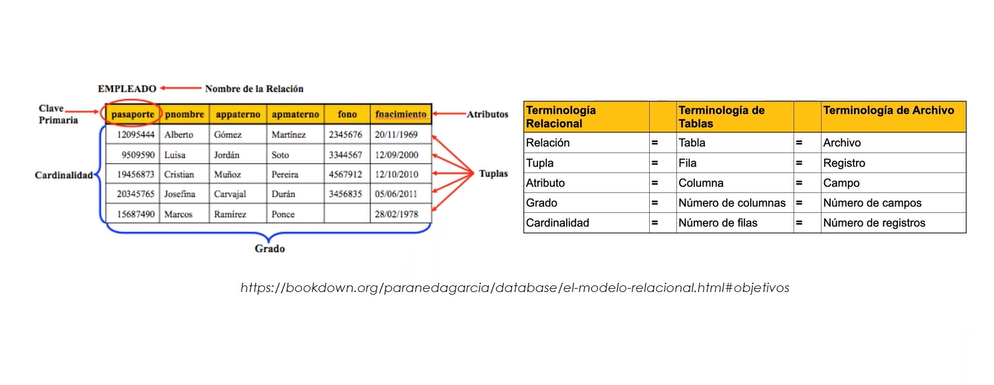 EMPLEADO Nombre de la Relación
Clave
Primaria
pasaporte pnombre appaterno apmaterno fono fnacimiento
Atributos
12095444 Alberto Gómez Martínez 2345676 20/11/1969
9509590 Luisa Jordán Soto 3344567 12/09/2000
Cardinalidad
19456873 Cristian Muñoz Pereira 4567912 12/10/2010
Tuplas
20345765 Josefina Carvajal Durán 3456835 05/06/2011
15687490 Marcos Ramírez Ponce 28/02/1978
Grado
Terminología Relacional Terminología de Tablas Terminología de Archivo
Relación = Tabla = Archivo
Tupla = Fila = Registro
Atributo = Columna = Campo
Grado = Número de columnas = Número de campos
Cardinalidad = Número de filas = Número de registros
https://bookdown.org/paranedagarcia/database/el-modelo-relacional.html#objetivos